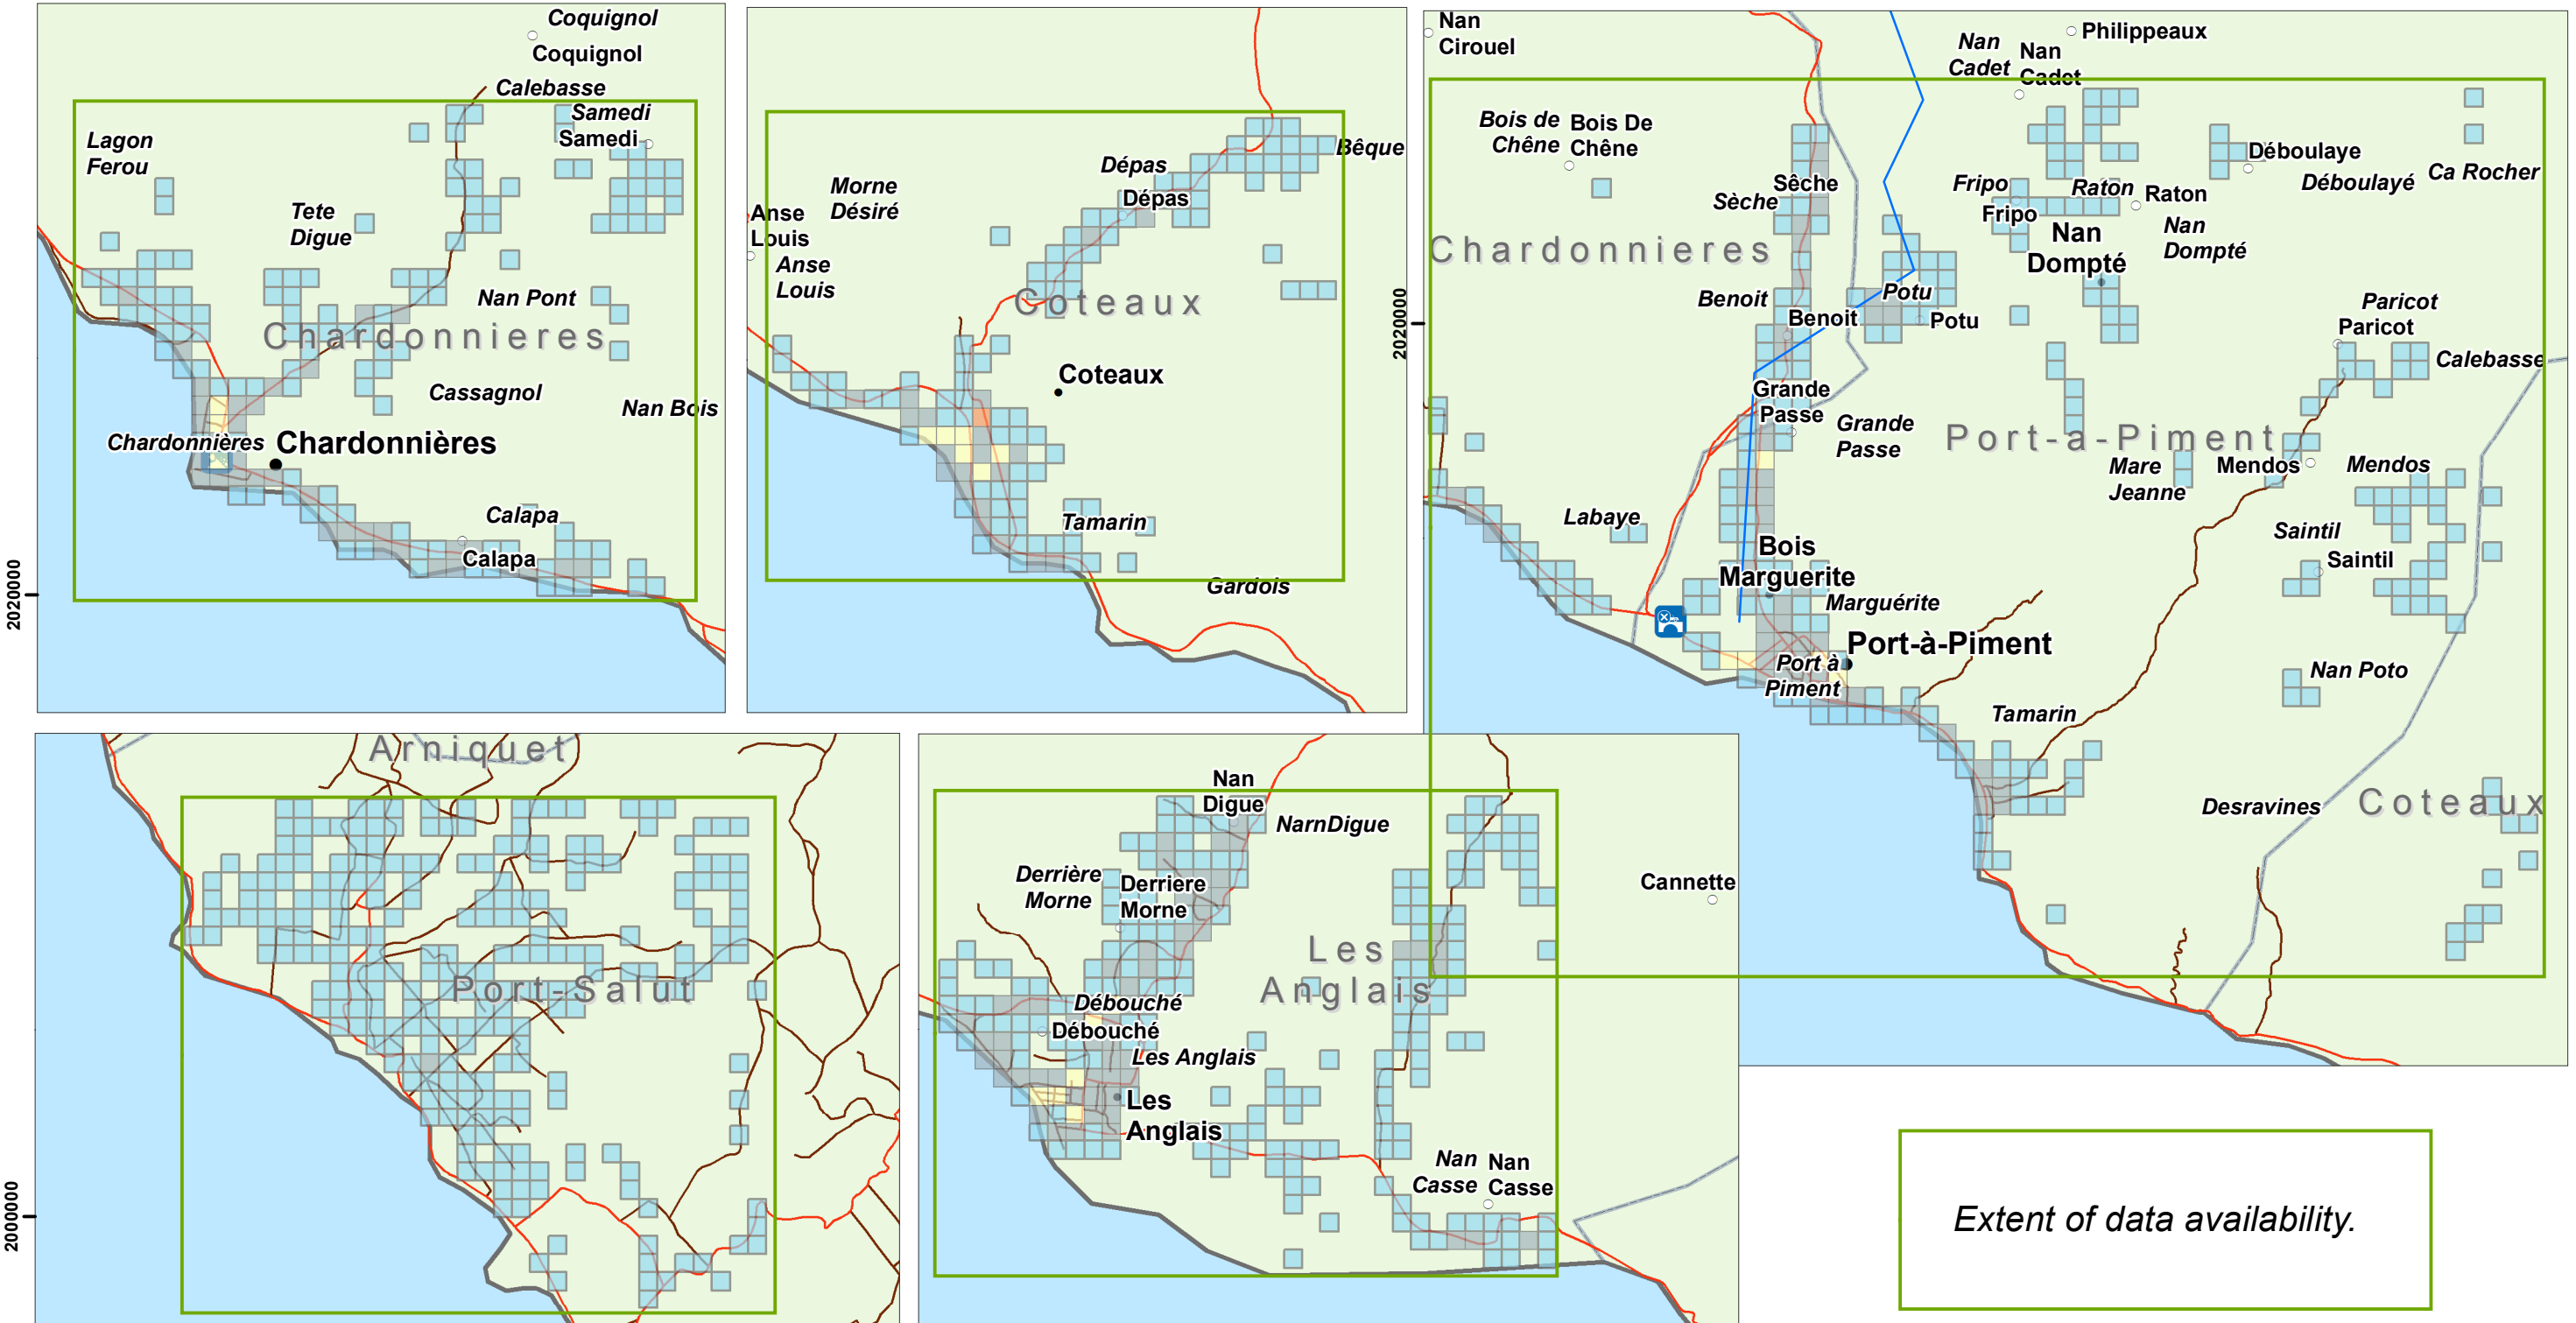 Coquignol
Coquignol
Calebasse
Samedi
Samedi
Lagon
Ferou
Tete
Digue
Nan Pont
Chardonnieres
Cassagnol
Nan Bois
Chardonnières
Chardonnières
Calapa
Calapa
2020000
Bêque
Dépas
Dépas
Morne
Désiré
Anse
Louis
Anse
Louis
Coteaux
Coteaux
Tamarin
Gardois
Nan
Cirouel
Philippeaux
Nan
Cadet
Nan
Cadet
Bois de
Chêne
Bois De
Chêne
Sêche
Sèche
Déboulaye
Déboulayé
Ca Rocher
Fripo
Fripo
Raton
Raton
Nan
Dompté
Nan
Dompté
Chardonnieres
Benoit
Benoit
Potu
Potu
Paricot
Paricot
Calebasse
2020000
Grande
Passe
Grande
Passe
Port-a-Piment
Mare
Jeanne
Mendos
Mendos
Labaye
Saintil
Saintil
Bois
Marguerite
Marguérite
Port-à-Piment
Port à
Piment
Nan Poto
Tamarin
Desravines
Coteaux
Arniquet
Port-Salut
2000000
Nan
Digue
NarnDigue
Derrière
Morne
Derriere
Morne
Cannette
Les
Anglais
Débouché
Débouché
Les Anglais
Les
Anglais
Nan
Casse
Nan
Casse
Extent of data availability.